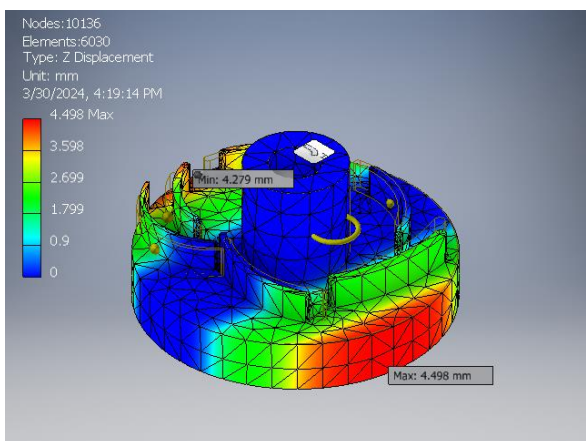 Nodes:10136
Elements:6030
Type: Z Displacement
Unit: mm
3/30/2024, 4:19:14 PM
4.498 Max
3.598
2.699
1.799
0.9
0
Min: 4.279 mm
Max: 4.498 mm